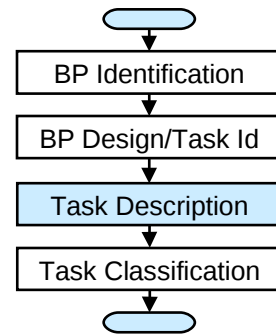 BP Identification
BP Design/Task Id
Task Description
Task Classification